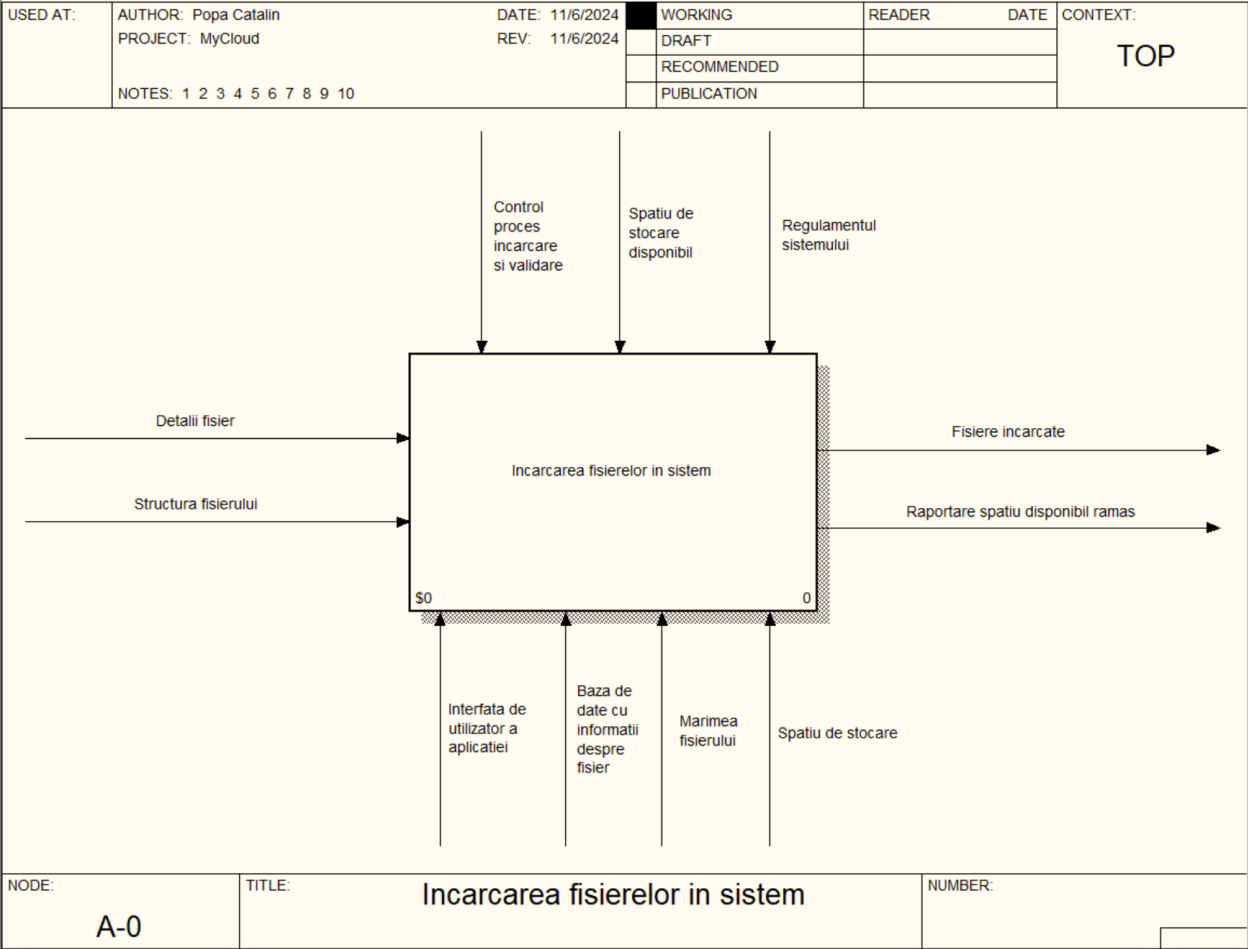 USED AT:
AUTHOR: Popa Catalin
DATE: 11/6/2024
PROJECT: MyCloud
REV: 11/6/2024
NOTES: 1 2 3 4 5 6 7 8 9 10
WORKING
DRAFT
RECOMMENDED
PUBLICATION
READER DATE
CONTEXT:
TOP
Control
proces
incarcare
si validare
Spatiu de
stocare
disponibil
Regulamentul
sistemului
Detalii fisier
Structura fisierului
Incarcarea fisierelor in sistem
$0
0
Fisiere incarcate
Raportare spatiu disponibil ramas
Interfata de
utilizator a
aplicatiei
Baza de
date cu
informatii
despre
fisier
Marimea
fisierului
Spatiu de stocare
NODE:
A-0
TITLE:
Incarcarea fisierelor in sistem
NUMBER: